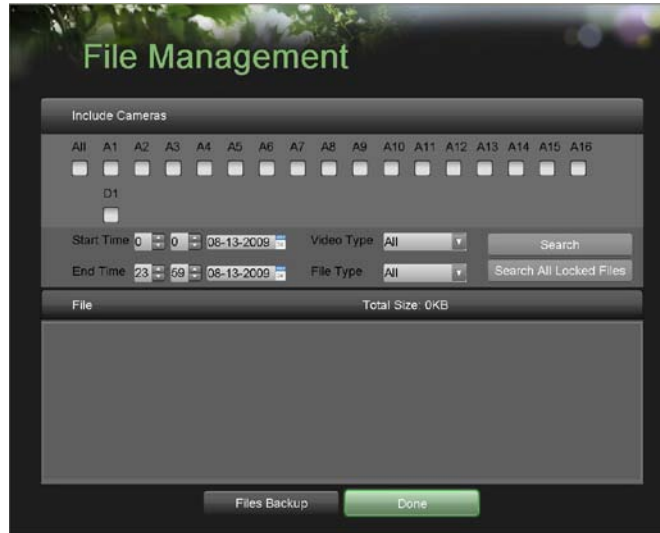 File Management
Include Cameras
All A1 A2 A3 A4 A5 A6 A7 A8 A9 A10 A11 A12 A13 A14 A15 A16
D1
Start Time 0 0 08-13-2009 Video Type All Search
End Time 23 59 08-13-2009 File Type All Search All Locked Files
File Total Size: 0KB
Files Backup Done